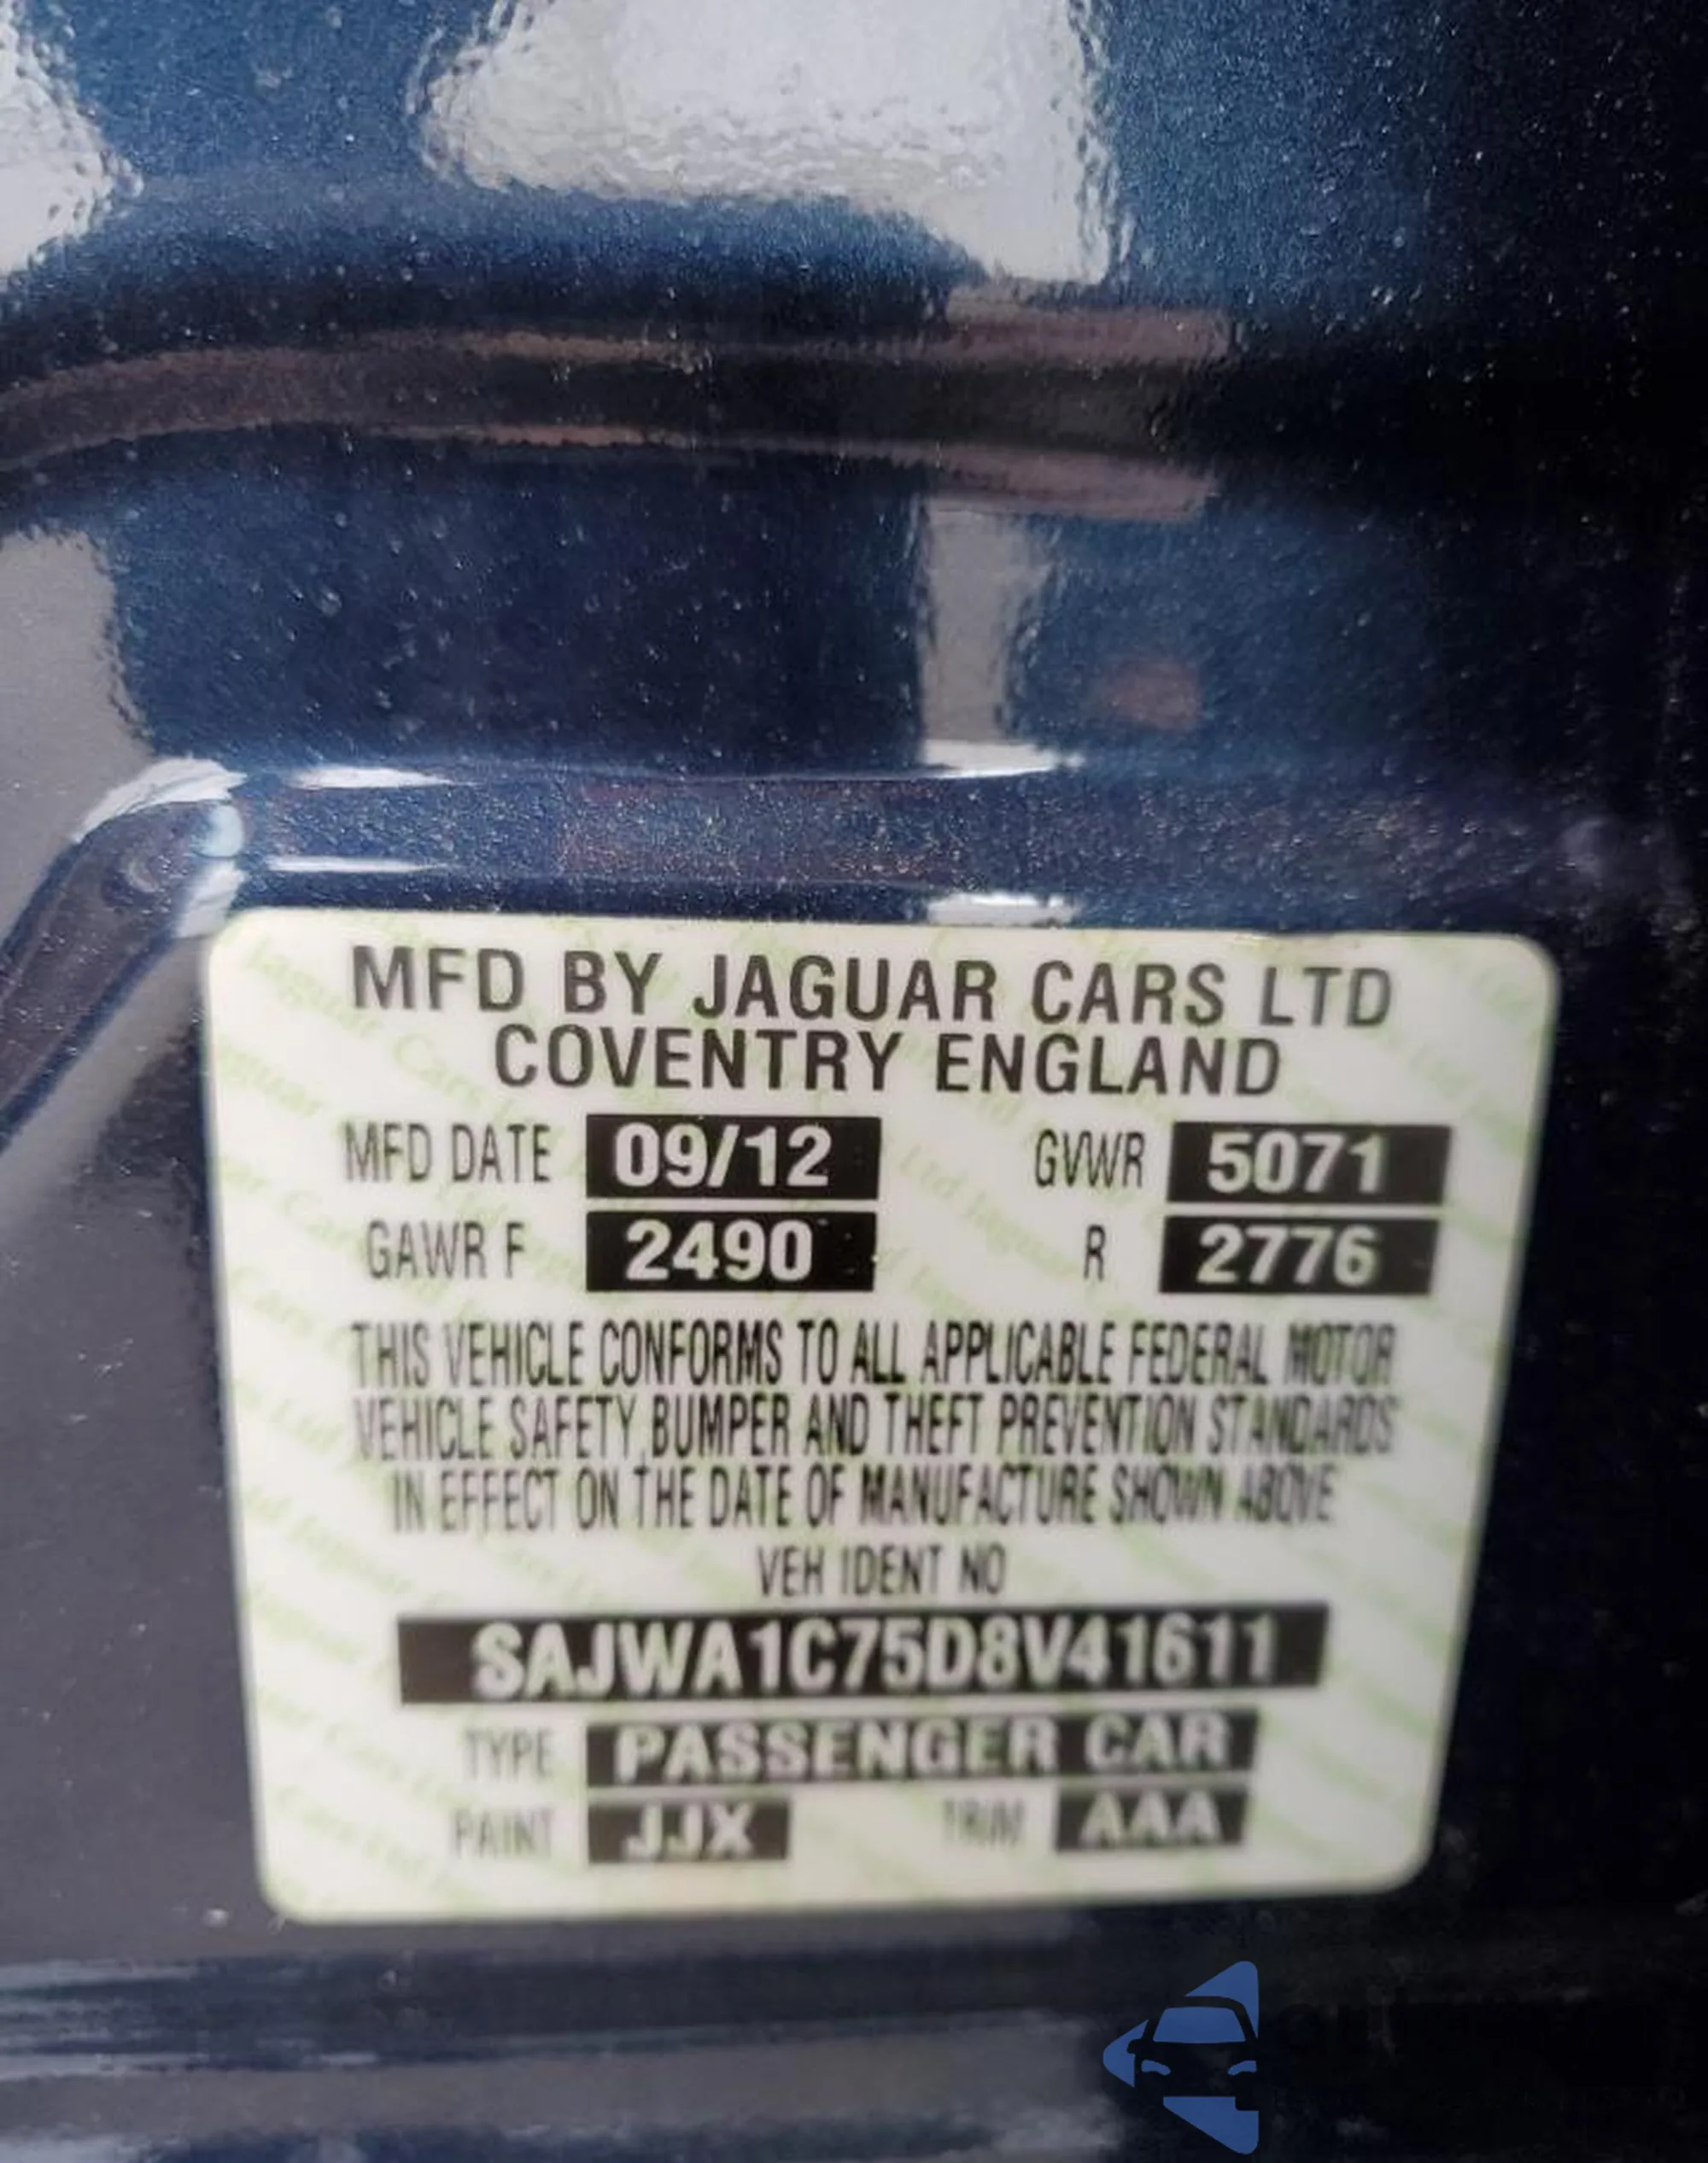 MFD BY JAGUAR CARS LTD
COVENTRY ENGLAND
MFD DATE 09/12 GVWR 5071
GAWR F 2490 R 2776
THIS VEHICLE CONFORMS TO ALL APPLICABLE FEDERAL MOTOR
VEHICLE SAFETY, BUMPER AND THEFT PREVENTION STANDARDS
IN EFFECT ON THE DATE OF MANUFACTURE SHOWN ABOVE
VEH IDENT NO
SAJWA1C75D8V41611
TYPE PASSENGER CAR
PAINT JJX TRIM AAA